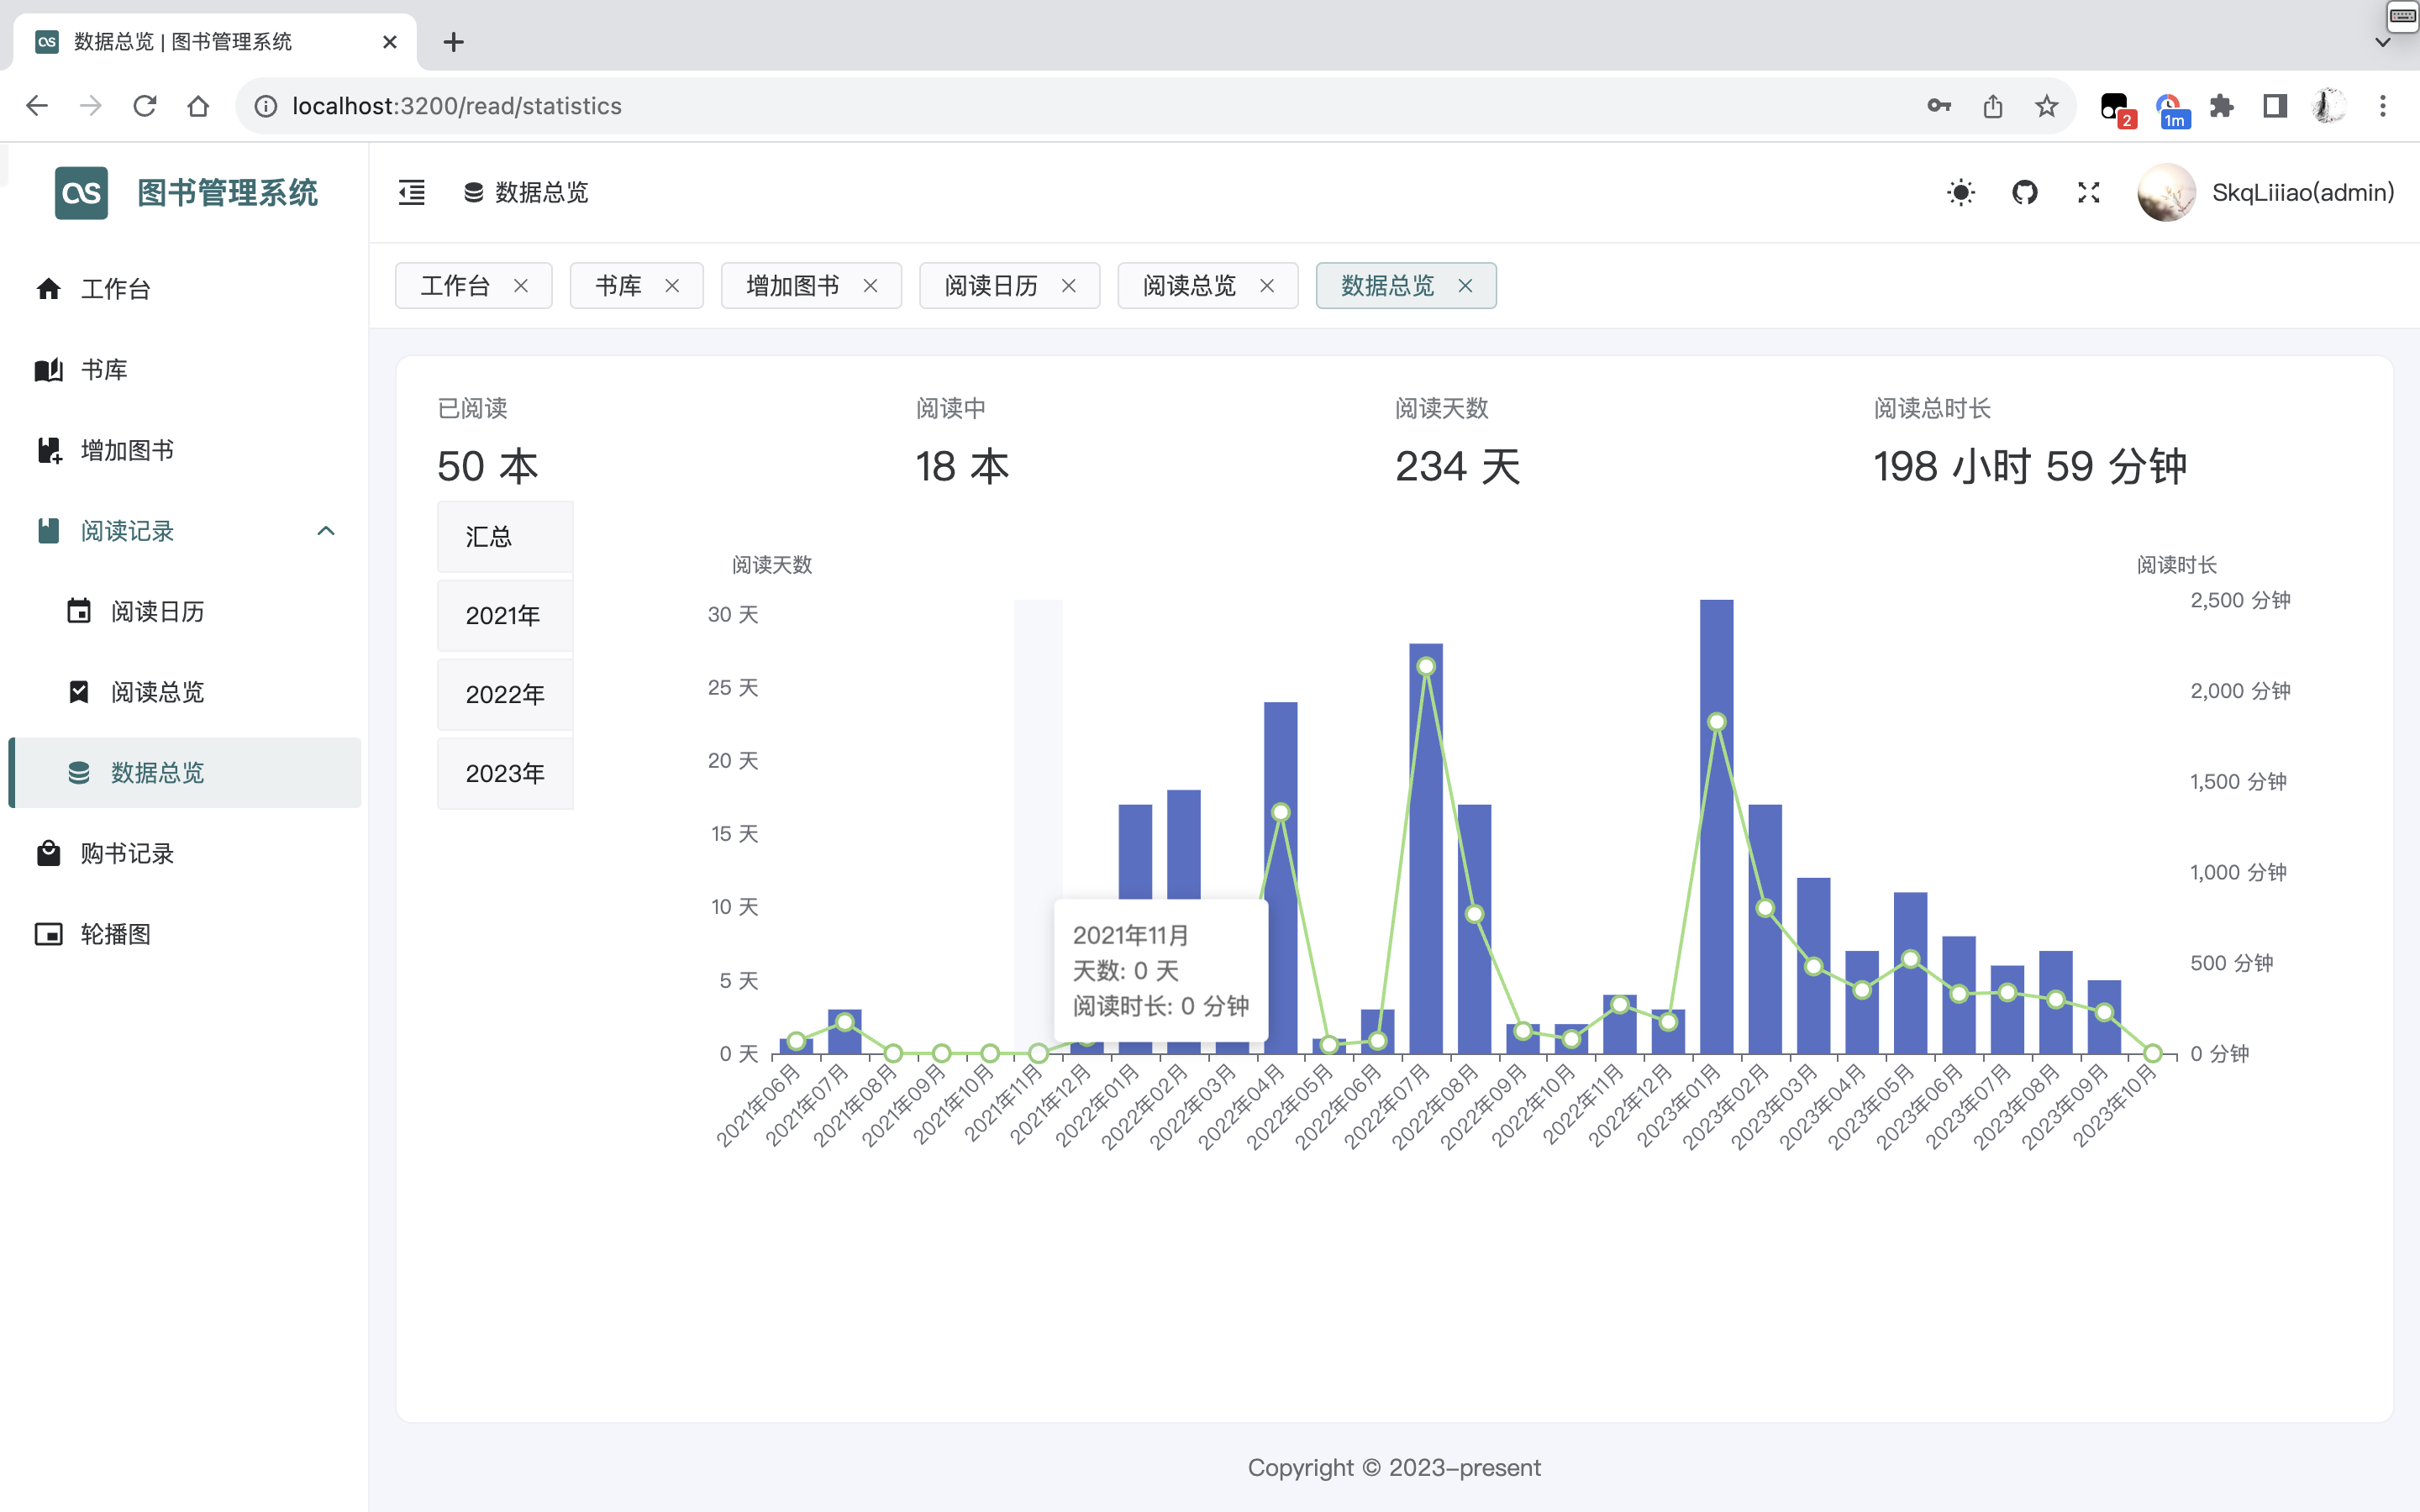 数据总览 | 图书管理系统
localhost:3200/read/statistics
2
1m
图书管理系统
数据总览
SkqLiiiao(admin)
工作台
书库
增加图书
阅读日历
阅读总览
数据总览
工作台
书库
增加图书
阅读记录
阅读日历
阅读总览
数据总览
购书记录
轮播图
已阅读
50 本
阅读中
18 本
阅读天数
234 天
阅读总时长
198 小时 59 分钟
汇总
2021年
2022年
2023年
阅读天数
30 天
25 天
20 天
15 天
10 天
5 天
0 天
阅读时长
2,500 分钟
2,000 分钟
1,500 分钟
1,000 分钟
500 分钟
0 分钟
2021年11月
天数: 0 天
阅读时长: 0 分钟
2021年06月
2021年07月
2021年08月
2021年09月
2021年10月
2021年11月
2021年12月
2022年01月
2022年02月
2022年03月
2022年04月
2022年05月
2022年06月
2022年07月
2022年08月
2022年09月
2022年10月
2022年11月
2022年12月
2023年01月
2023年02月
2023年03月
2023年04月
2023年05月
2023年06月
2023年07月
2023年08月
2023年09月
2023年10月
Copyright © 2023-present